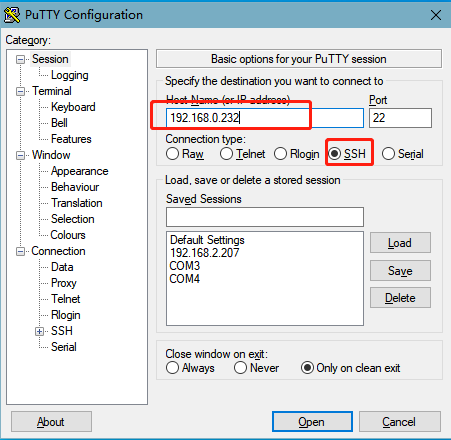 PuTTY Configuration
Category:
Session
Logging
Terminal
Keyboard
Bell
Features
Window
Appearance
Behaviour
Translation
Selection
Colours
Connection
Data
Proxy
Telnet
Rlogin
SSH
Serial
Basic options for your PuTTY session
Specify the destination you want to connect to
Host Name (or IP address) Port
192.168.0.232 22
Connection type:
Raw Telnet Rlogin SSH Serial
Load, save or delete a stored session
Saved Sessions
Default Settings
192.168.2.207
COM3
COM4
Load
Save
Delete
Close window on exit:
Always Never Only on clean exit
About Open Cancel